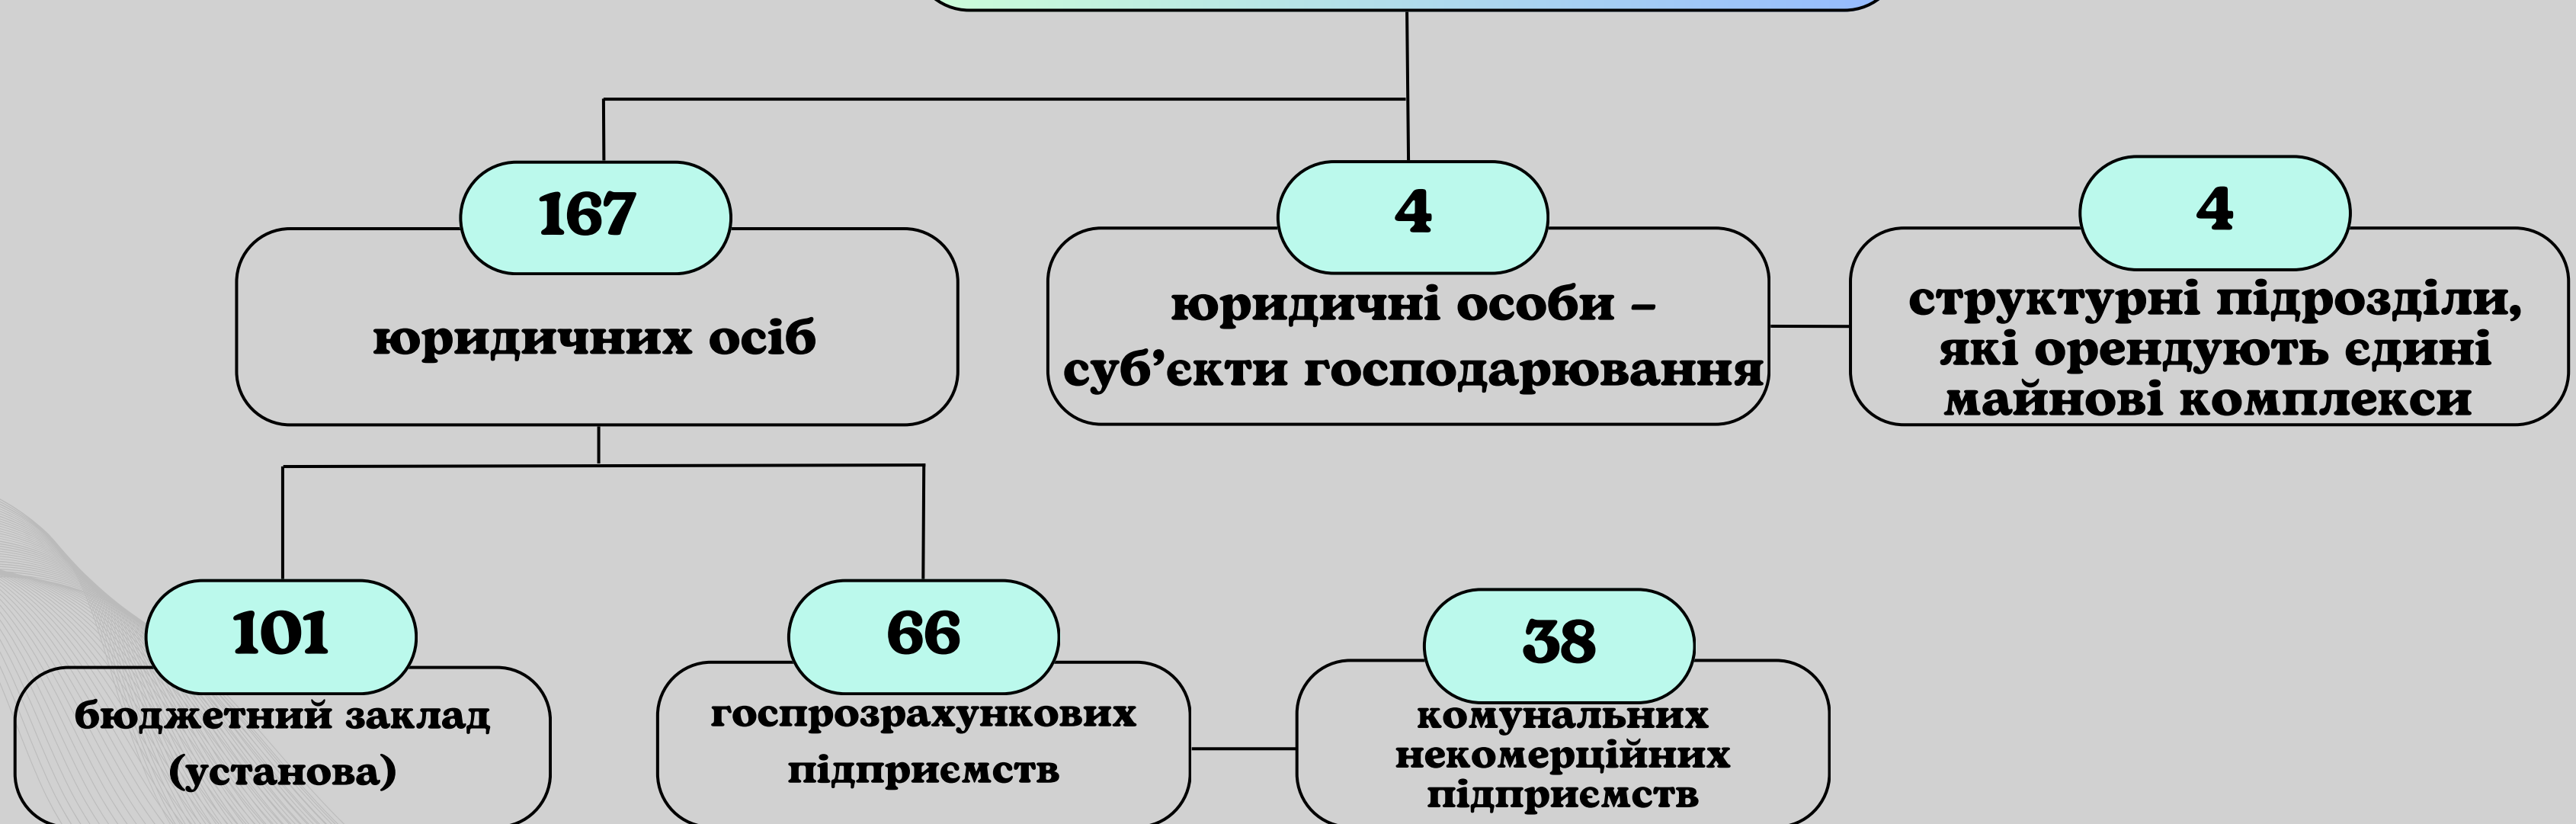 167
юридичних осіб
4
юридичні особи –
суб’єкти господарювання
4
структурні підрозділи,
які орендують єдині
майнові комплекси
101
бюджетний заклад
(установа)
66
госпрозрахункових
підприємств
38
комунальних
некомерційних
підприємств